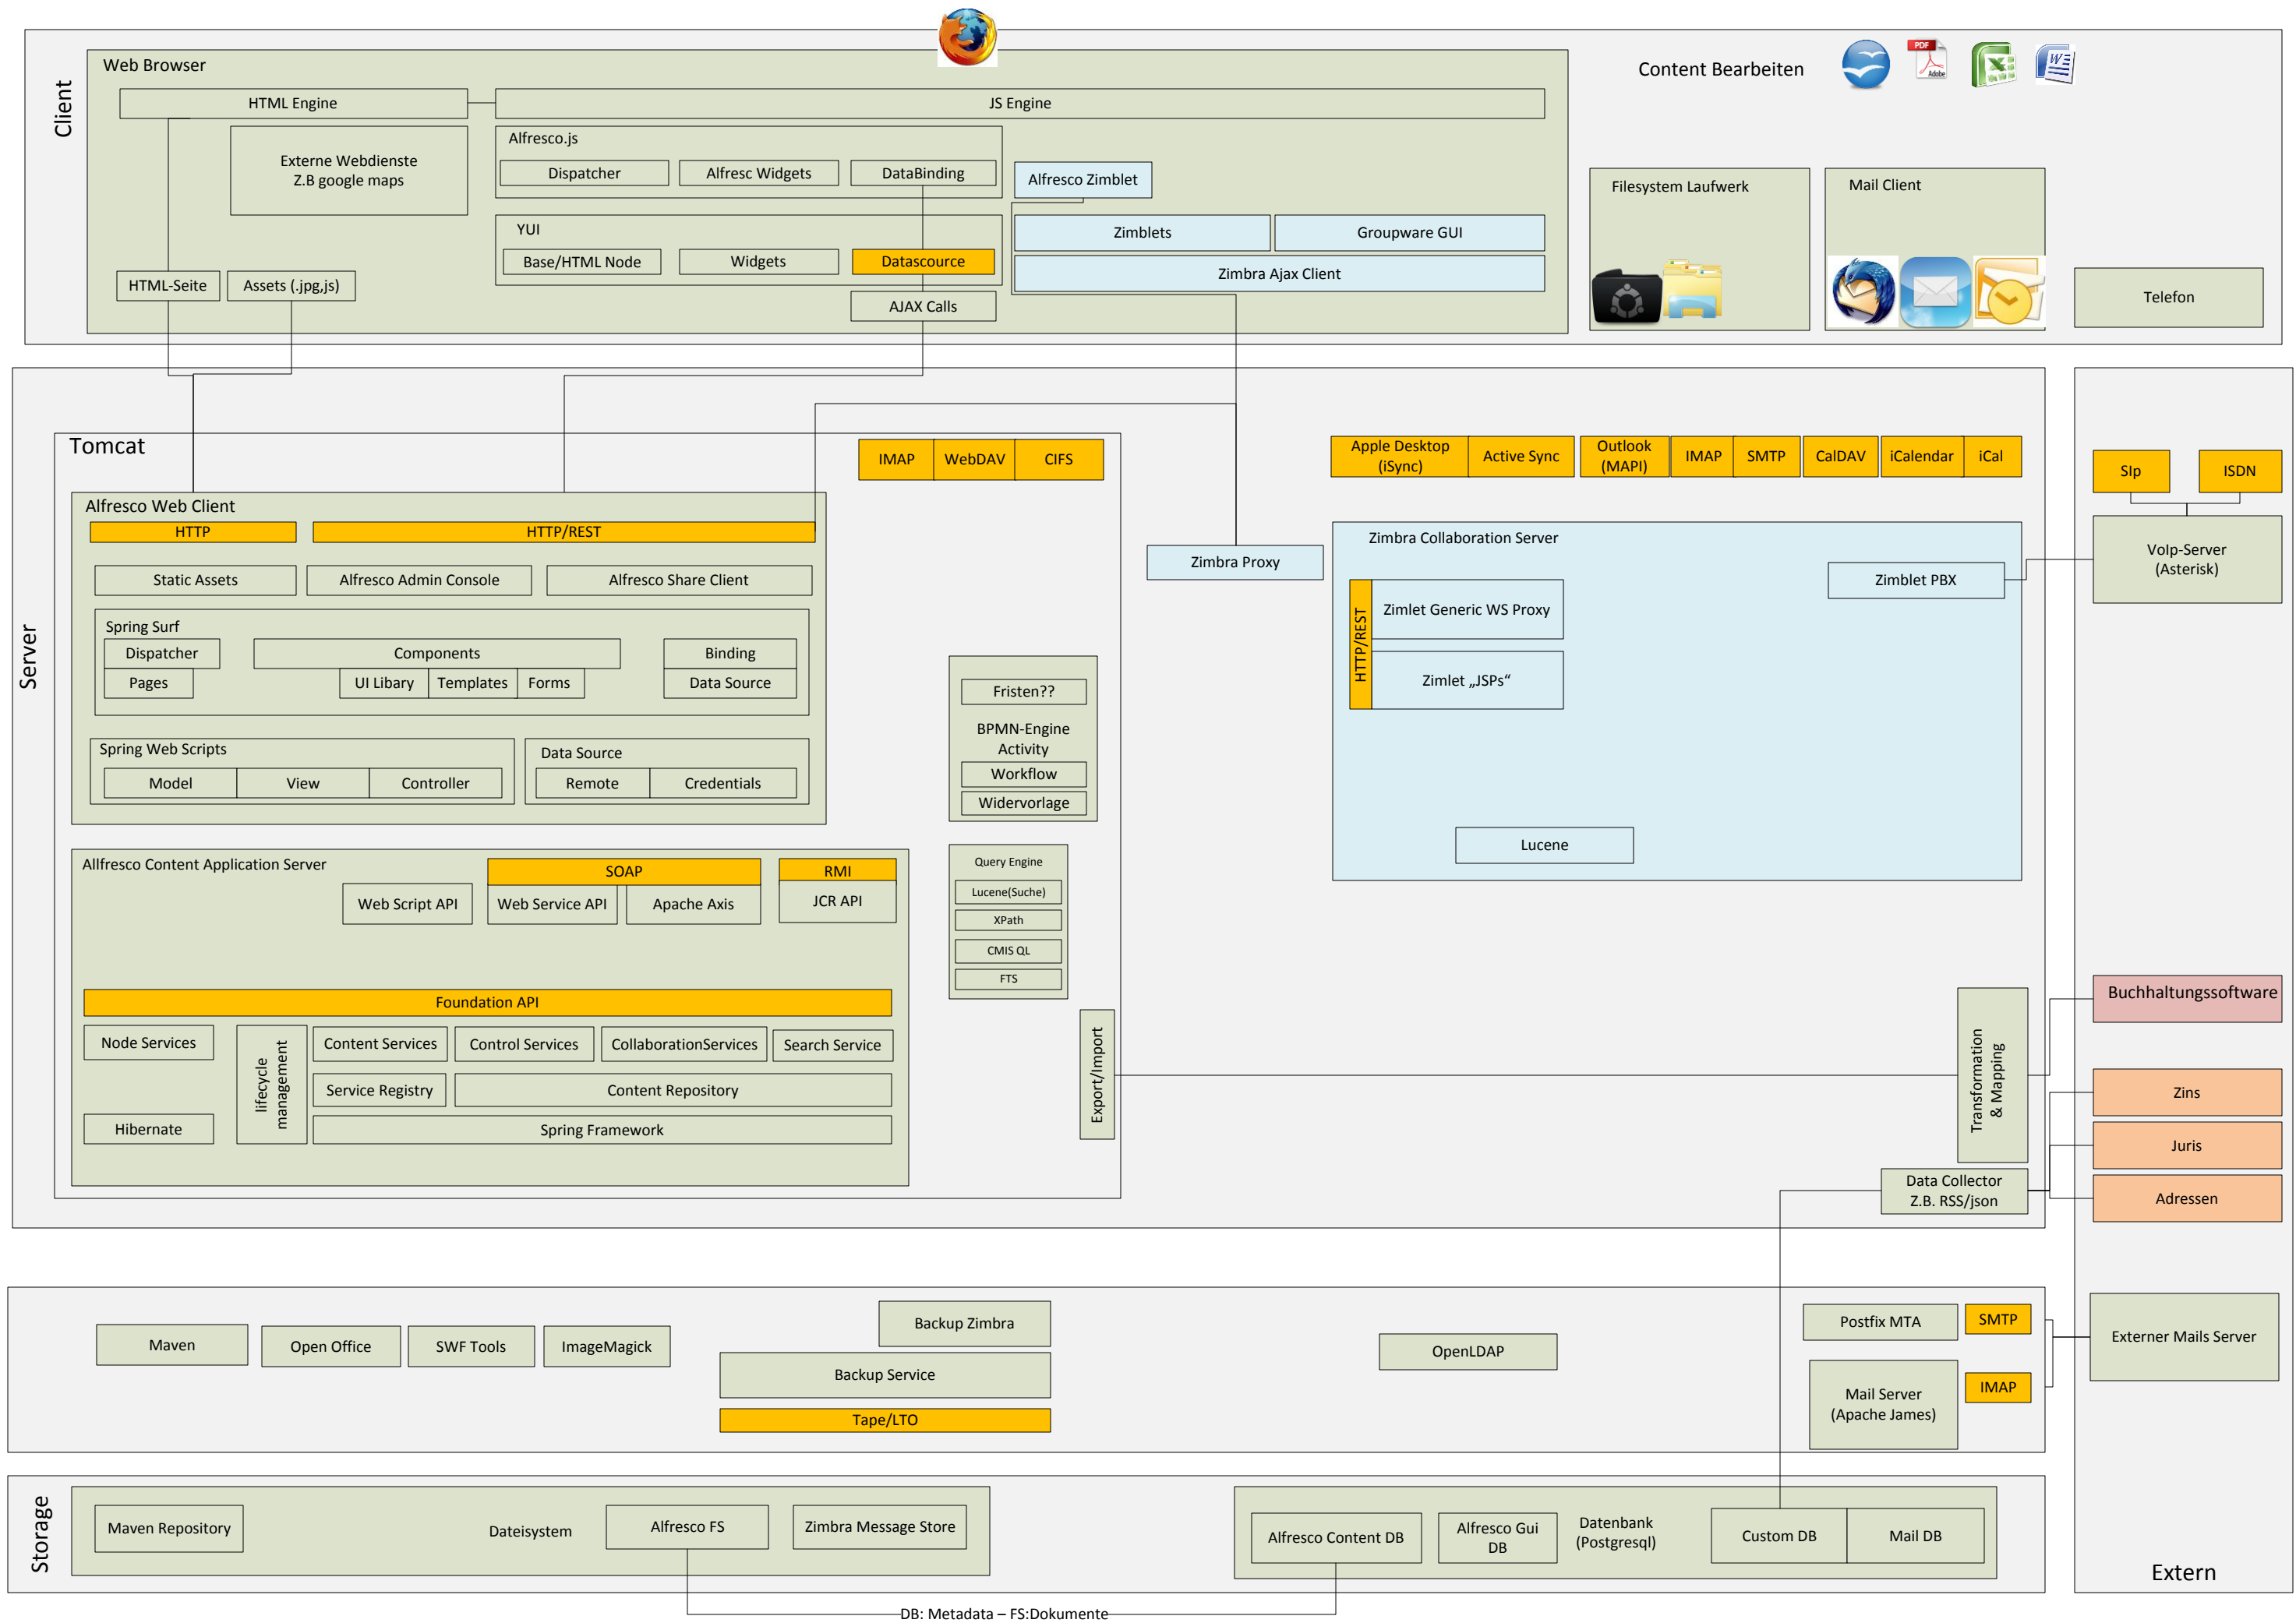 Client
Web Browser
HTML Engine
JS Engine
Externe Webdienste
Z.B google maps
Alfresco.js
Dispatcher
Alfresc Widgets
DataBinding
Alfresco Zimblet
YUI
Base/HTML Node
Widgets
Datascource
Zimblets
Groupware GUI
Zimbra Ajax Client
HTML-Seite
Assets (.jpg,js)
AJAX Calls
Content Bearbeiten
PDF
Adobe
Filesystem Laufwerk
Mail Client
Telefon
Server
Tomcat
IMAP
WebDAV
CIFS
Apple Desktop
(iSync)
Active Sync
Outlook
(MAPI)
IMAP
SMTP
CalDAV
iCalendar
iCal
SIp
ISDN
VoIp-Server
(Asterisk)
Alfresco Web Client
HTTP
HTTP/REST
Static Assets
Alfresco Admin Console
Alfresco Share Client
Spring Surf
Dispatcher
Pages
Components
UI Libary
Templates
Forms
Binding
Data Source
Spring Web Scripts
Model
View
Controller
Data Source
Remote
Credentials
Fristen??
BPMN-Engine
Activity
Workflow
Widervorlage
Zimbra Proxy
Zimbra Collaboration Server
HTTP/REST
Zimlet Generic WS Proxy
Zimlet „JSPs“
Zimblet PBX
Lucene
Allfresco Content Application Server
SOAP
RMI
Web Script API
Web Service API
Apache Axis
JCR API
Query Engine
Lucene(Suche)
XPath
CMIS QL
FTS
Foundation API
Node Services
lifecycle
management
Content Services
Control Services
CollaborationServices
Search Service
Service Registry
Content Repository
Hibernate
Spring Framework
Export/Import
Transformation
& Mapping
Data Collector
Z.B. RSS/json
Buchhaltungssoftware
Zins
Juris
Adressen
Maven
Open Office
SWF Tools
ImageMagick
Backup Zimbra
Backup Service
Tape/LTO
OpenLDAP
Postfix MTA
SMTP
Mail Server
(Apache James)
IMAP
Externer Mails Server
Storage
Maven Repository
Dateisystem
Alfresco FS
Zimbra Message Store
Alfresco Content DB
Alfresco Gui
DB
Datenbank
(Postgresql)
Custom DB
Mail DB
Extern
DB: Metadata – FS:Dokumente